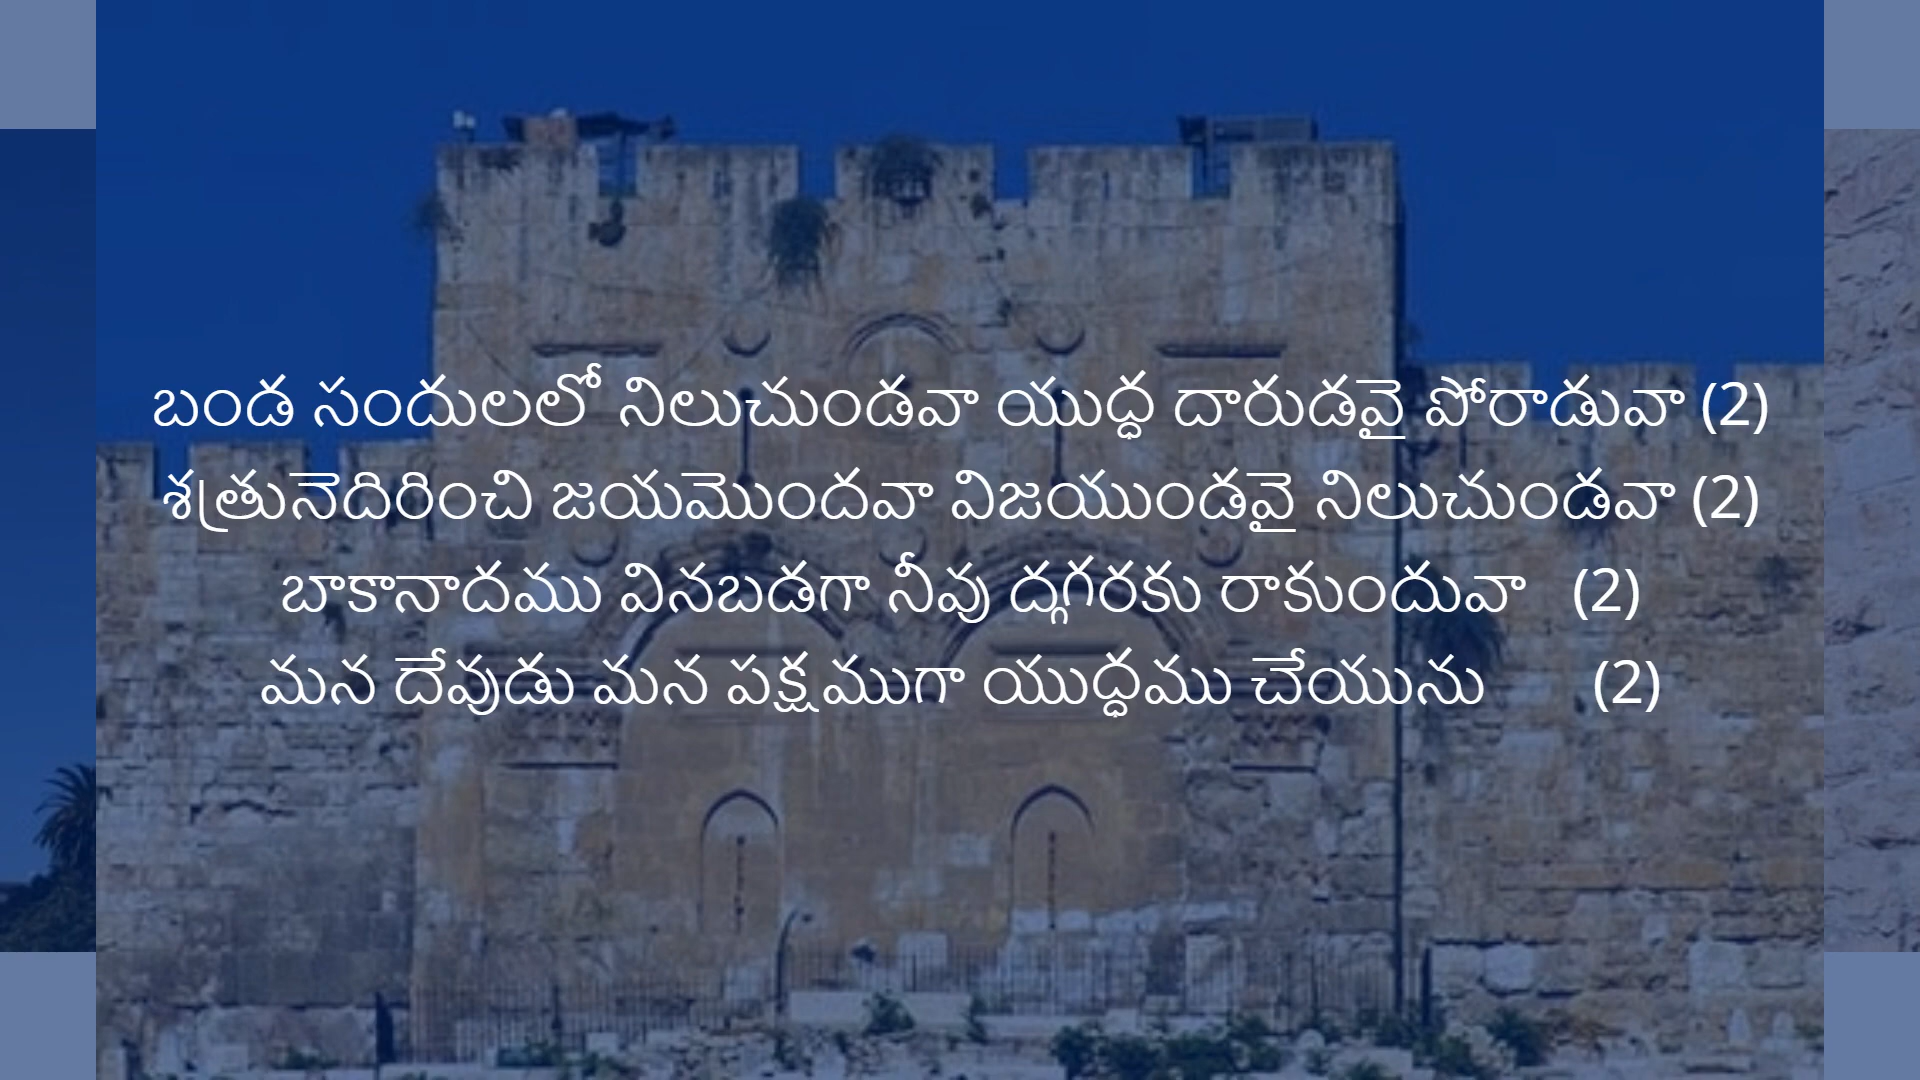 బండ సందులలో నిలుచుండవా యుద్ధ దారుడవై పోరాడువా (2)
శత్రునెదిరించి జయమొందవా విజయుండవై నిలుచుండవా (2)
బాకానాదము వినబడగా నీవు దగ్గరకు రాకుందువా (2)
మన దేవుడు మన పక్షముగా యుద్ధము చేయును (2)